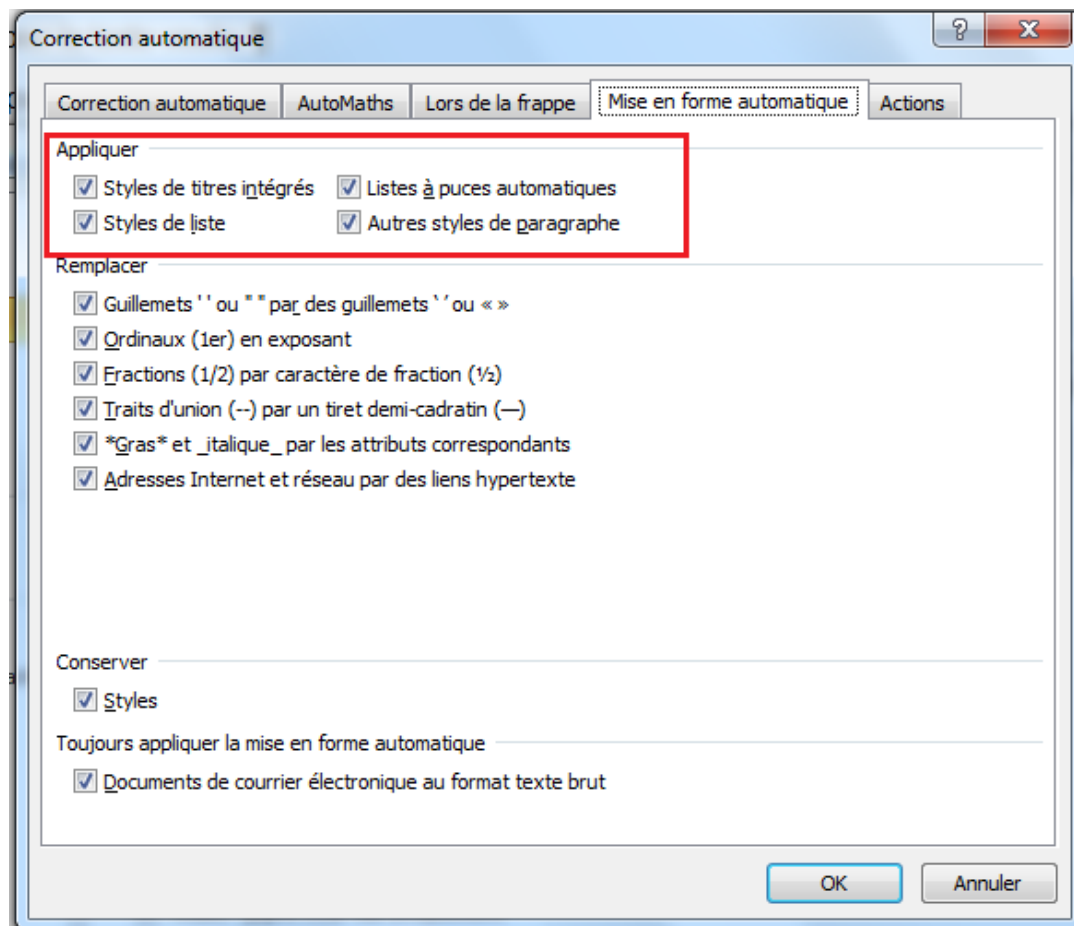 Correction automatique
Correction automatique AutoMaths Lors de la frappe Mise en forme automatique Actions
Appliquer
Styles de titres intégrés Listes à puces automatiques
Styles de liste Autres styles de paragraphe
Remplacer
Guillemets ' ' ou " " par des guillemets ‘ ’ ou « »
Ordinaux (1er) en exposant
Fractions (1/2) par caractère de fraction (½)
Traits d'union (--) par un tiret demi-cadratin (—)
*Gras* et _italique_ par les attributs correspondants
Adresses Internet et réseau par des liens hypertexte
Conserver
Styles
Toujours appliquer la mise en forme automatique
Documents de courrier électronique au format texte brut
OK Annuler